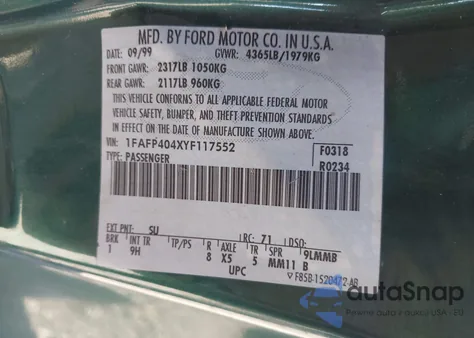 MFD. BY FORD MOTOR CO. IN U.S.A.
DATE: 09/99 GVWR: 4365LB/1979KG
FRONT GAWR: 2317LB 1050KG
REAR GAWR: 2117LB 960KG
THIS VEHICLE CONFORMS TO ALL APPLICABLE FEDERAL MOTOR
VEHICLE SAFETY, BUMPER, AND THEFT PREVENTION STANDARDS
IN EFFECT ON THE DATE OF MANUFACTURE SHOWN ABOVE.
VIN: 1FAFP404XYF117552 F0318
TYPE: PASSENGER R0234
EXT PNT: SU RC: 71 DSO:
BRK INT TR TP/PS R AXLE TR SPR 9LMMB
1 9H 8 X5 5 MM11 B
UPC
autoSnap